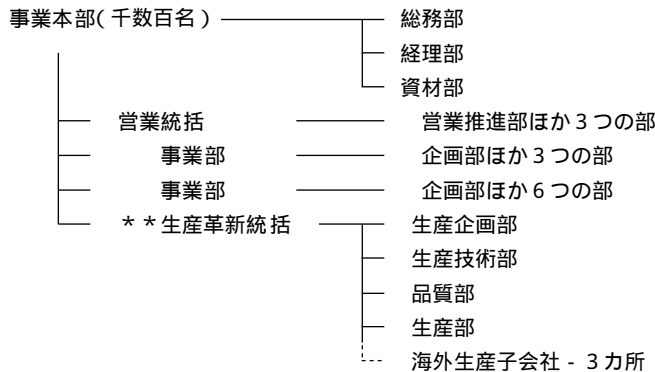 事業本部(千数百名) 総務部
経理部
資材部
営業統括 営業推進部ほか3つの部
事業部 企画部ほか3つの部
事業部 企画部ほか6つの部
**生産革新統括 生産企画部
生産技術部
品質部
生産部
海外生産子会社 - 3カ所